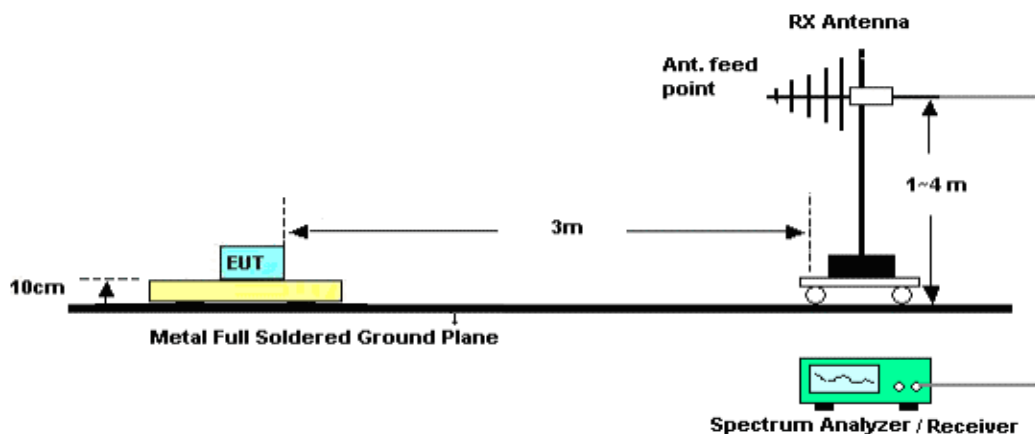 RX Antenna
Ant. feed
point
1~4 m
3m
EUT
10cm
Metal Full Soldered Ground Plane
Spectrum Analyzer / Receiver